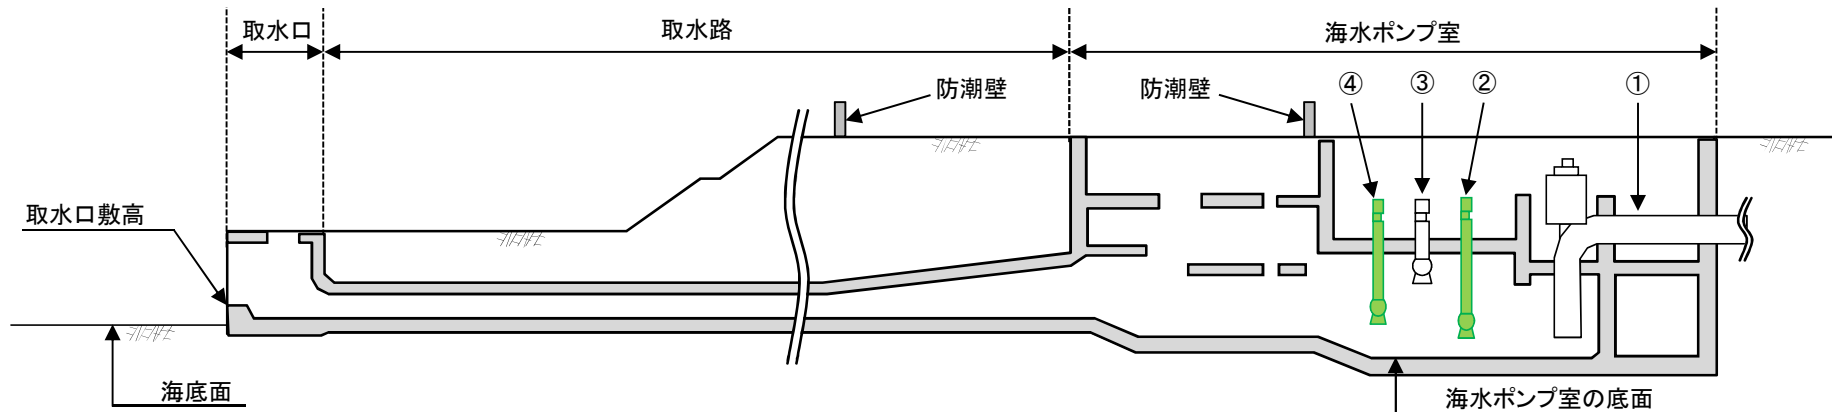 取水口
取水路
海水ポンプ室
防潮壁
防潮壁
④
③
②
①
取水口敷高
海底面
海水ポンプ室の底面